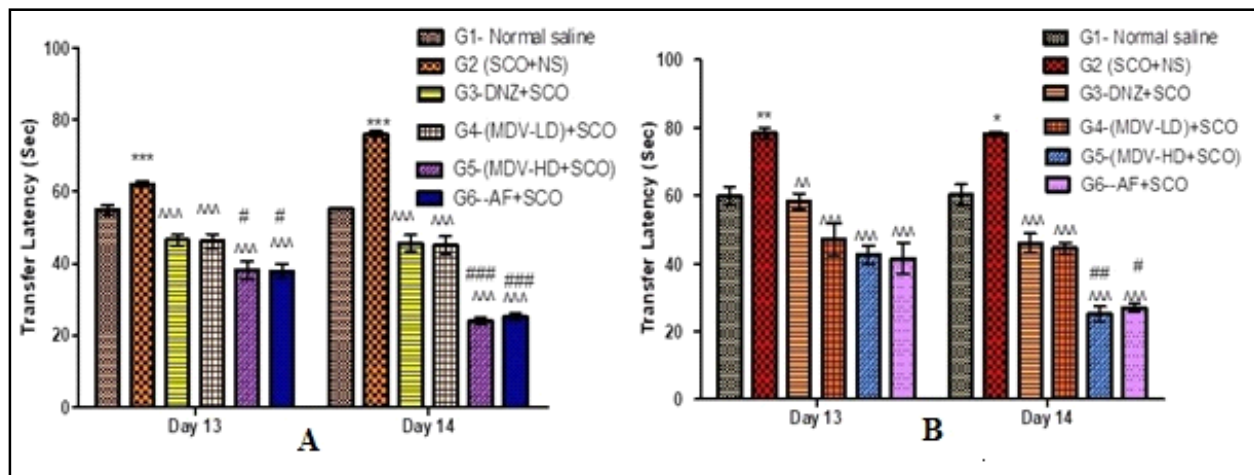 G1- Normal saline
G2 (SCO+NS)
G3-DNZ+SCO
G4-(MDV-LD)+SCO
G5-(MDV-HD+SCO)
G6--AF+SCO
Transfer Latency (Sec)
100
80
60
40
20
0
***
^^^
^^^
#
^^^
#
^^^
***
^^^
^^^
###
^^^
###
^^^
Day 13
Day 14
A
G1- Normal saline
G2 (SCO+NS)
G3-DNZ+SCO
G4-(MDV-LD)+SCO
G5-(MDV-HD+SCO)
G6--AF+SCO
Transfer Latency (Sec)
100
80
60
40
20
0
**
^^
^^^
^^^
^^^
*
^^^
^^^
##
^^^
#
^^^
Day 13
Day 14
B